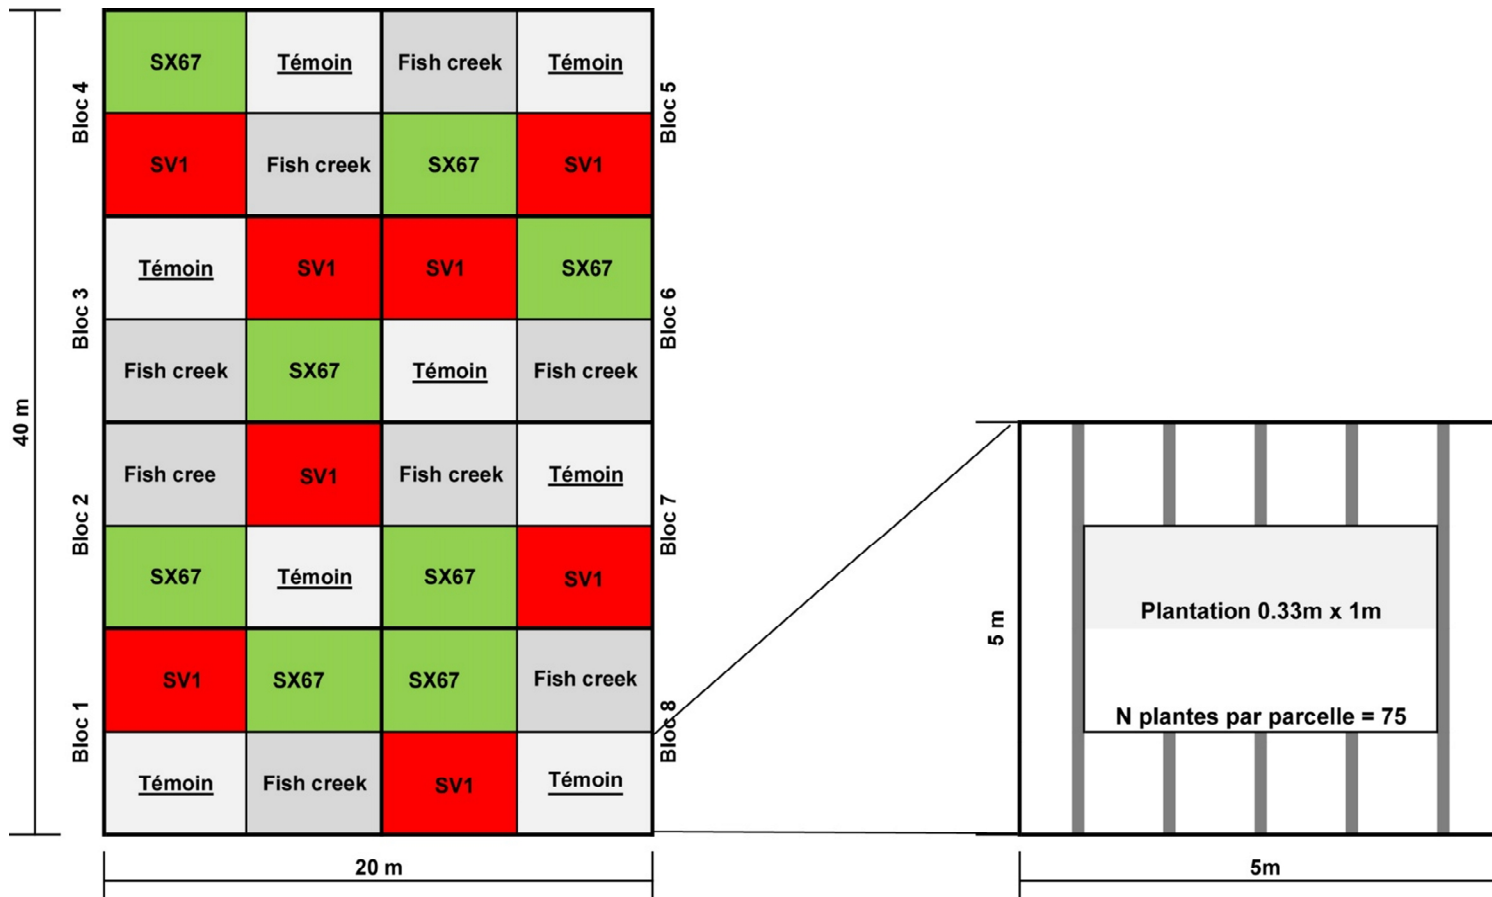 SX67 Témoin Fish creek Témoin
Bloc 4
Bloc 5
SV1 Fish creek SX67 SV1
Témoin SV1 SV1 SX67
Bloc 3
Bloc 6
Fish creek SX67 Témoin Fish creek
40 m
Fish cree SV1 Fish creek Témoin
Bloc 2
Bloc 7
SX67 Témoin SX67 SV1
SV1 SX67 SX67 Fish creek
Bloc 1
Bloc 8
Témoin Fish creek SV1 Témoin
20 m
5 m
Plantation 0.33m x 1m
N plantes par parcelle = 75
5m